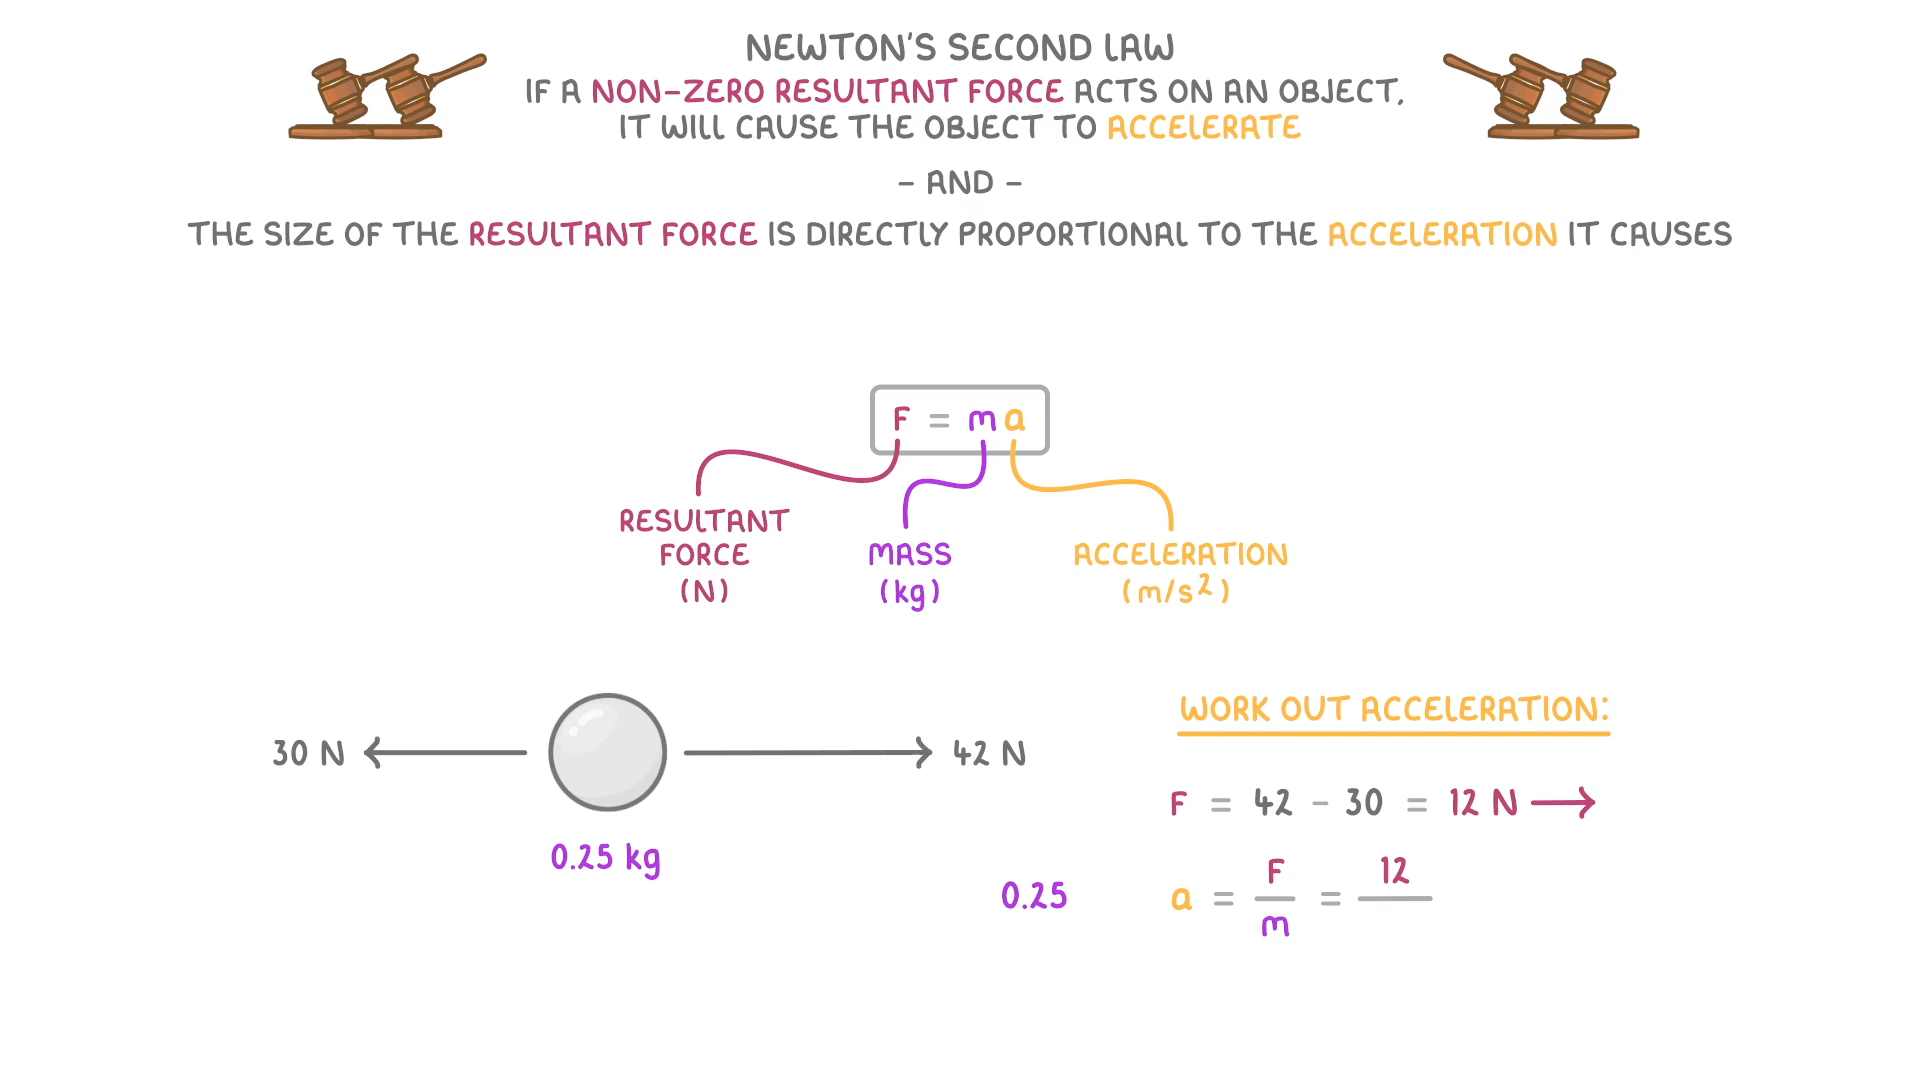 NEWTON'S SECOND LAW
IF A NON-ZERO RESULTANT FORCE ACTS ON AN OBJECT,
IT WILL CAUSE THE OBJECT TO ACCELERATE
- AND -
THE SIZE OF THE RESULTANT FORCE IS DIRECTLY PROPORTIONAL TO THE ACCELERATION IT CAUSES
F = ma
RESULTANT
FORCE
(N)
MASS
(kg)
ACCELERATION
(m/s²)
30 N
42 N
0.25 kg
WORK OUT ACCELERATION:
F = 42 - 30 = 12 N →
0.25
a = F/m = 12/